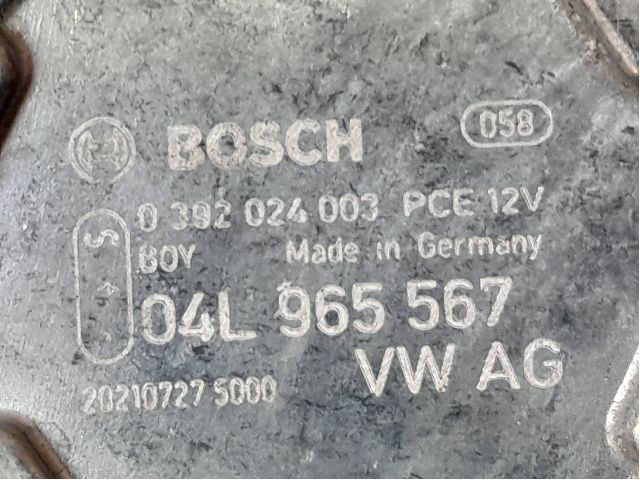 BOSCH 058
0 392 024 003 PCE 12V
S
BOY Made in Germany
04L 965 567
VW AG
20210727 5000